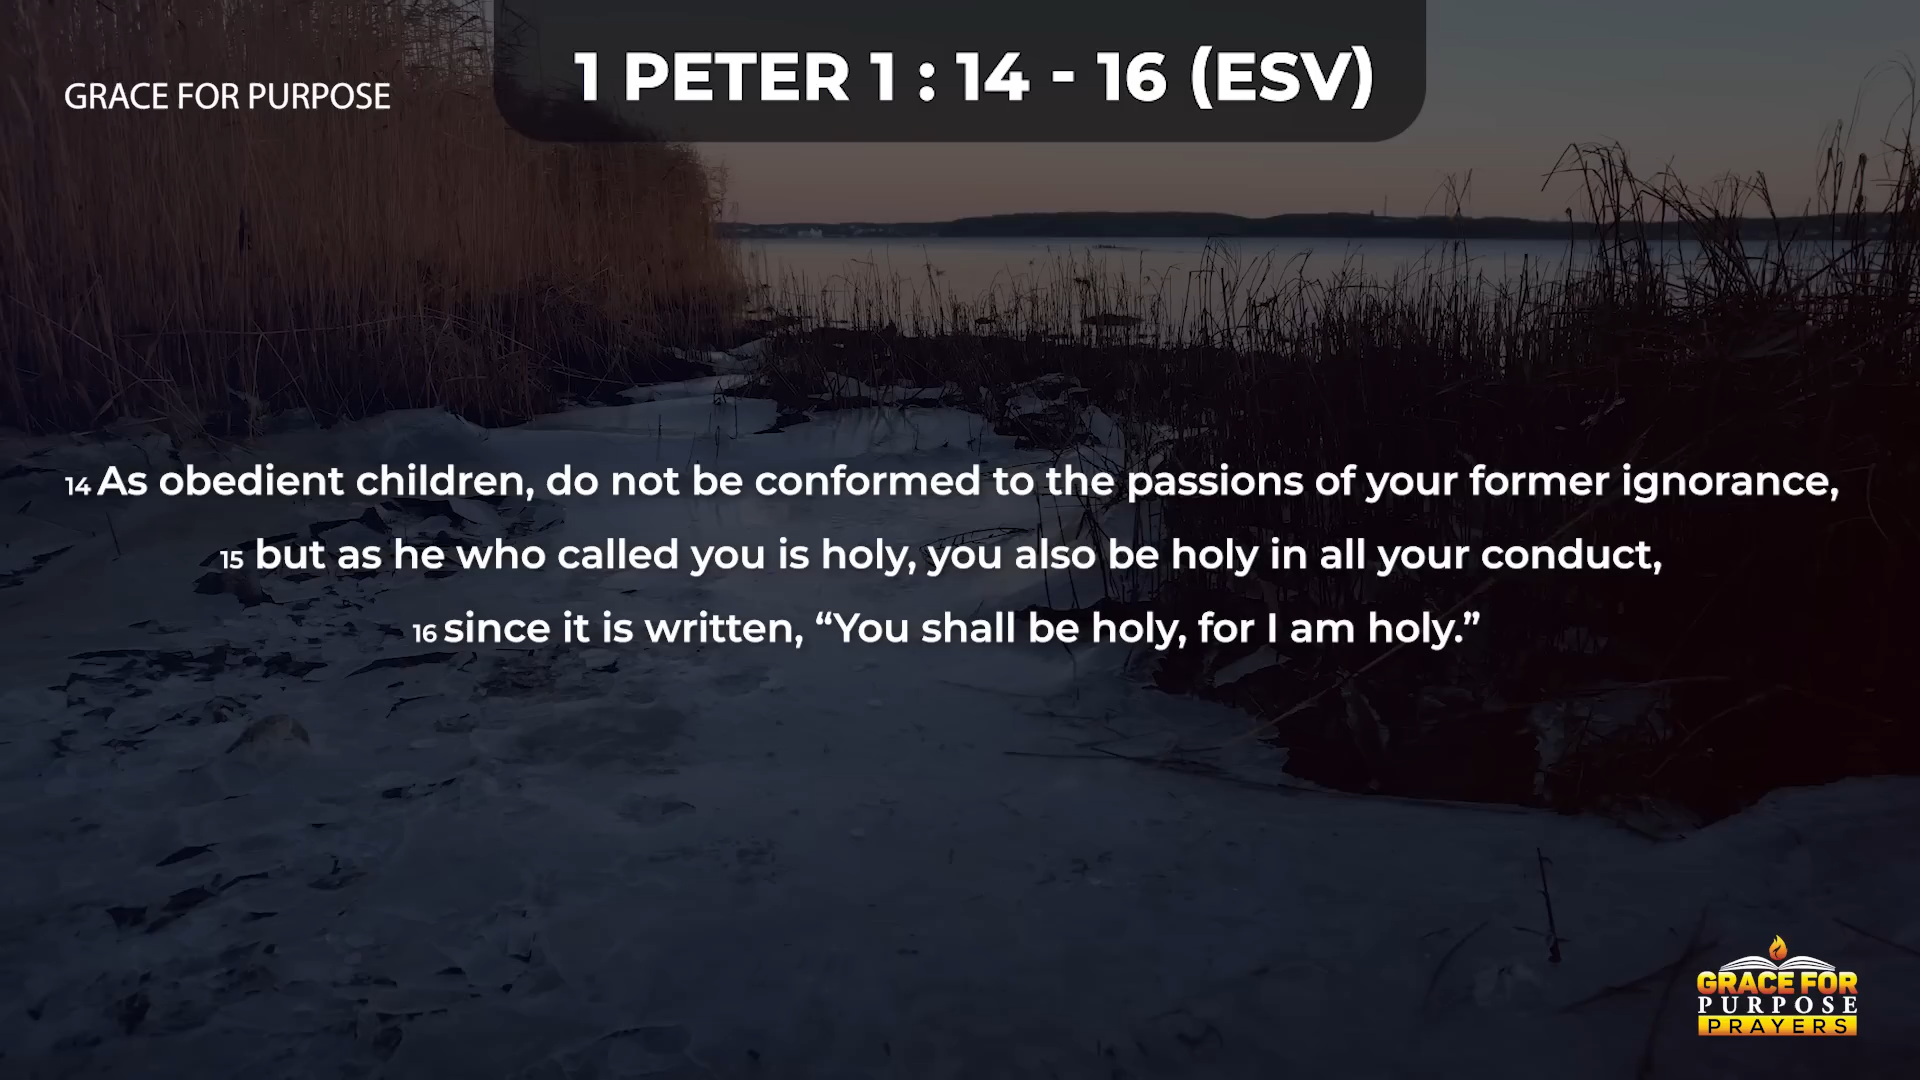 1 PETER 1 : 14 - 16 (ESV)
GRACE FOR PURPOSE
14 As obedient children, do not be conformed to the passions of your former ignorance,
15 but as he who called you is holy, you also be holy in all your conduct,
16 since it is written, “You shall be holy, for I am holy.”
GRACE FOR
PURPOSE
PRAYERS